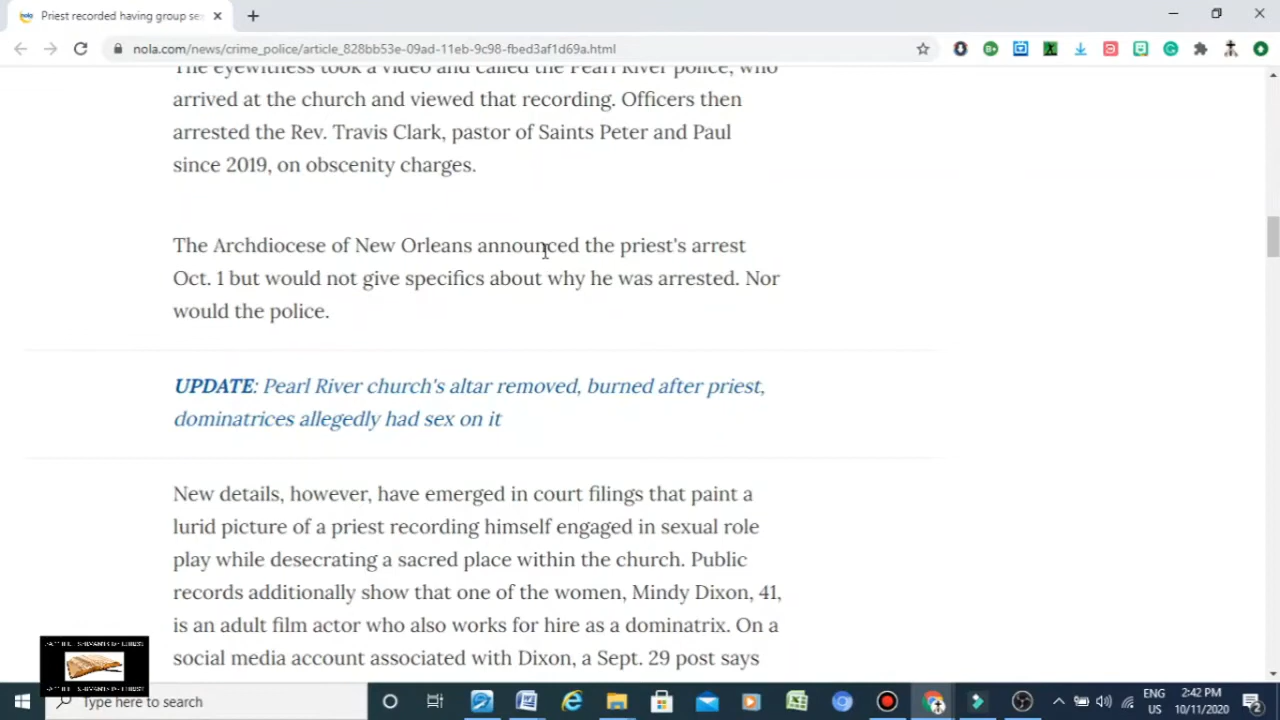 Priest recorded having group se
nola.com/news/crime_police/article_828bb53e-09ad-11eb-9c98-fbed3af1d69a.html
The eyewitness took a video and called the Pearl River police, who
arrived at the church and viewed that recording. Officers then
arrested the Rev. Travis Clark, pastor of Saints Peter and Paul
since 2019, on obscenity charges.
The Archdiocese of New Orleans announced the priest's arrest
Oct. 1 but would not give specifics about why he was arrested. Nor
would the police.
UPDATE: Pearl River church's altar removed, burned after priest,
dominatrices allegedly had sex on it
New details, however, have emerged in court filings that paint a
lurid picture of a priest recording himself engaged in sexual role
play while desecrating a sacred place within the church. Public
records additionally show that one of the women, Mindy Dixon, 41,
is an adult film actor who also works for hire as a dominatrix. On a
social media account associated with Dixon, a Sept. 29 post says
Type here to search
ENG
US
2:42 PM
10/11/2020
2